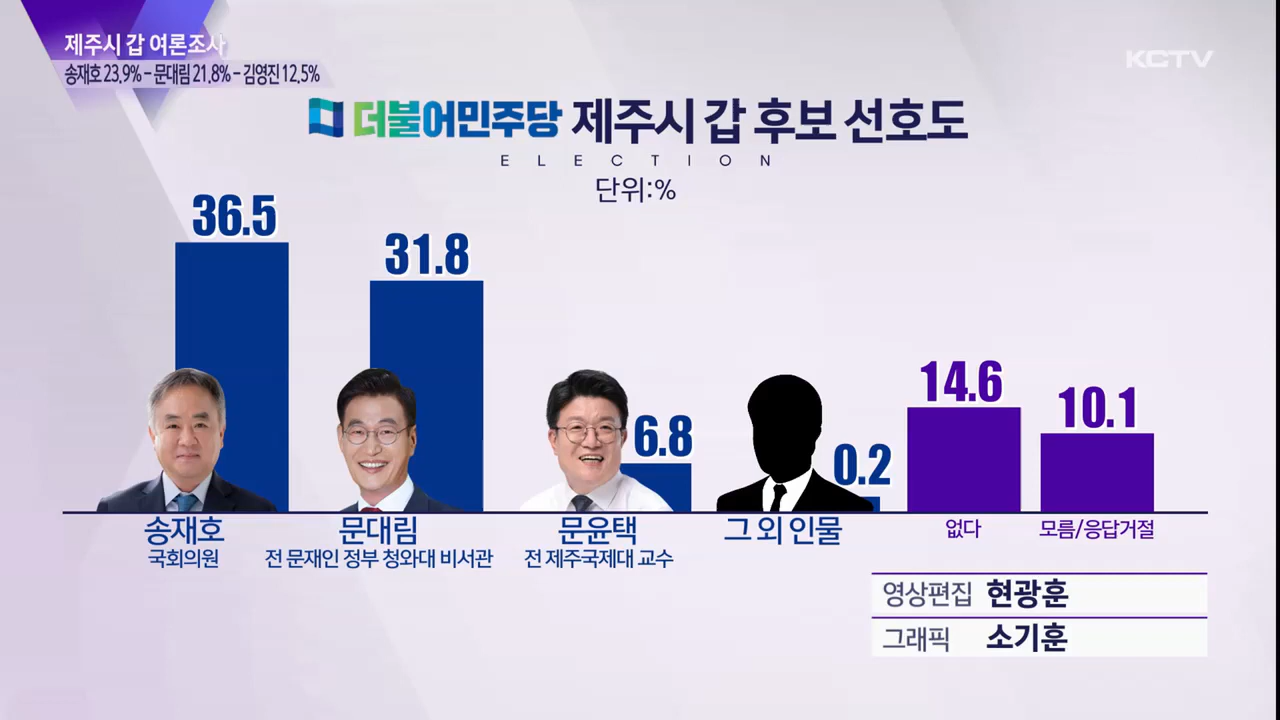 제주시 갑 여론조사
송재호 23.9% - 문대림 21.8% - 김영진 12.5%
KCTV
더불어민주당 제주시 갑 후보 선호도
ELECTION
단위:%
36.5
31.8
6.8
0.2
14.6
10.1
송재호
국회의원
문대림
전 문재인 정부 청와대 비서관
문윤택
전 제주국제대 교수
그 외 인물
없다
모름/응답거절
영상편집 현광훈
그래픽 소기훈